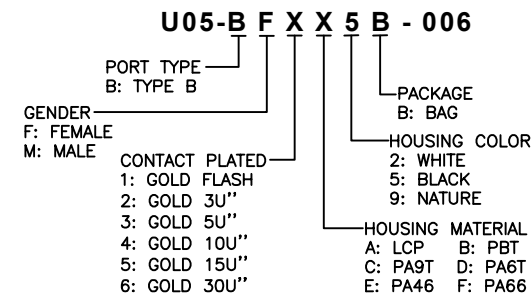 U05-B F X X 5 B - 006
PORT TYPE
B: TYPE B
GENDER
F: FEMALE
M: MALE
CONTACT PLATED
1: GOLD FLASH
2: GOLD 3U''
3: GOLD 5U''
4: GOLD 10U''
5: GOLD 15U''
6: GOLD 30U''
PACKAGE
B: BAG
HOUSING COLOR
2: WHITE
5: BLACK
9: NATURE
HOUSING MATERIAL
A: LCP B: PBT
C: PA9T D: PA6T
E: PA46 F: PA66